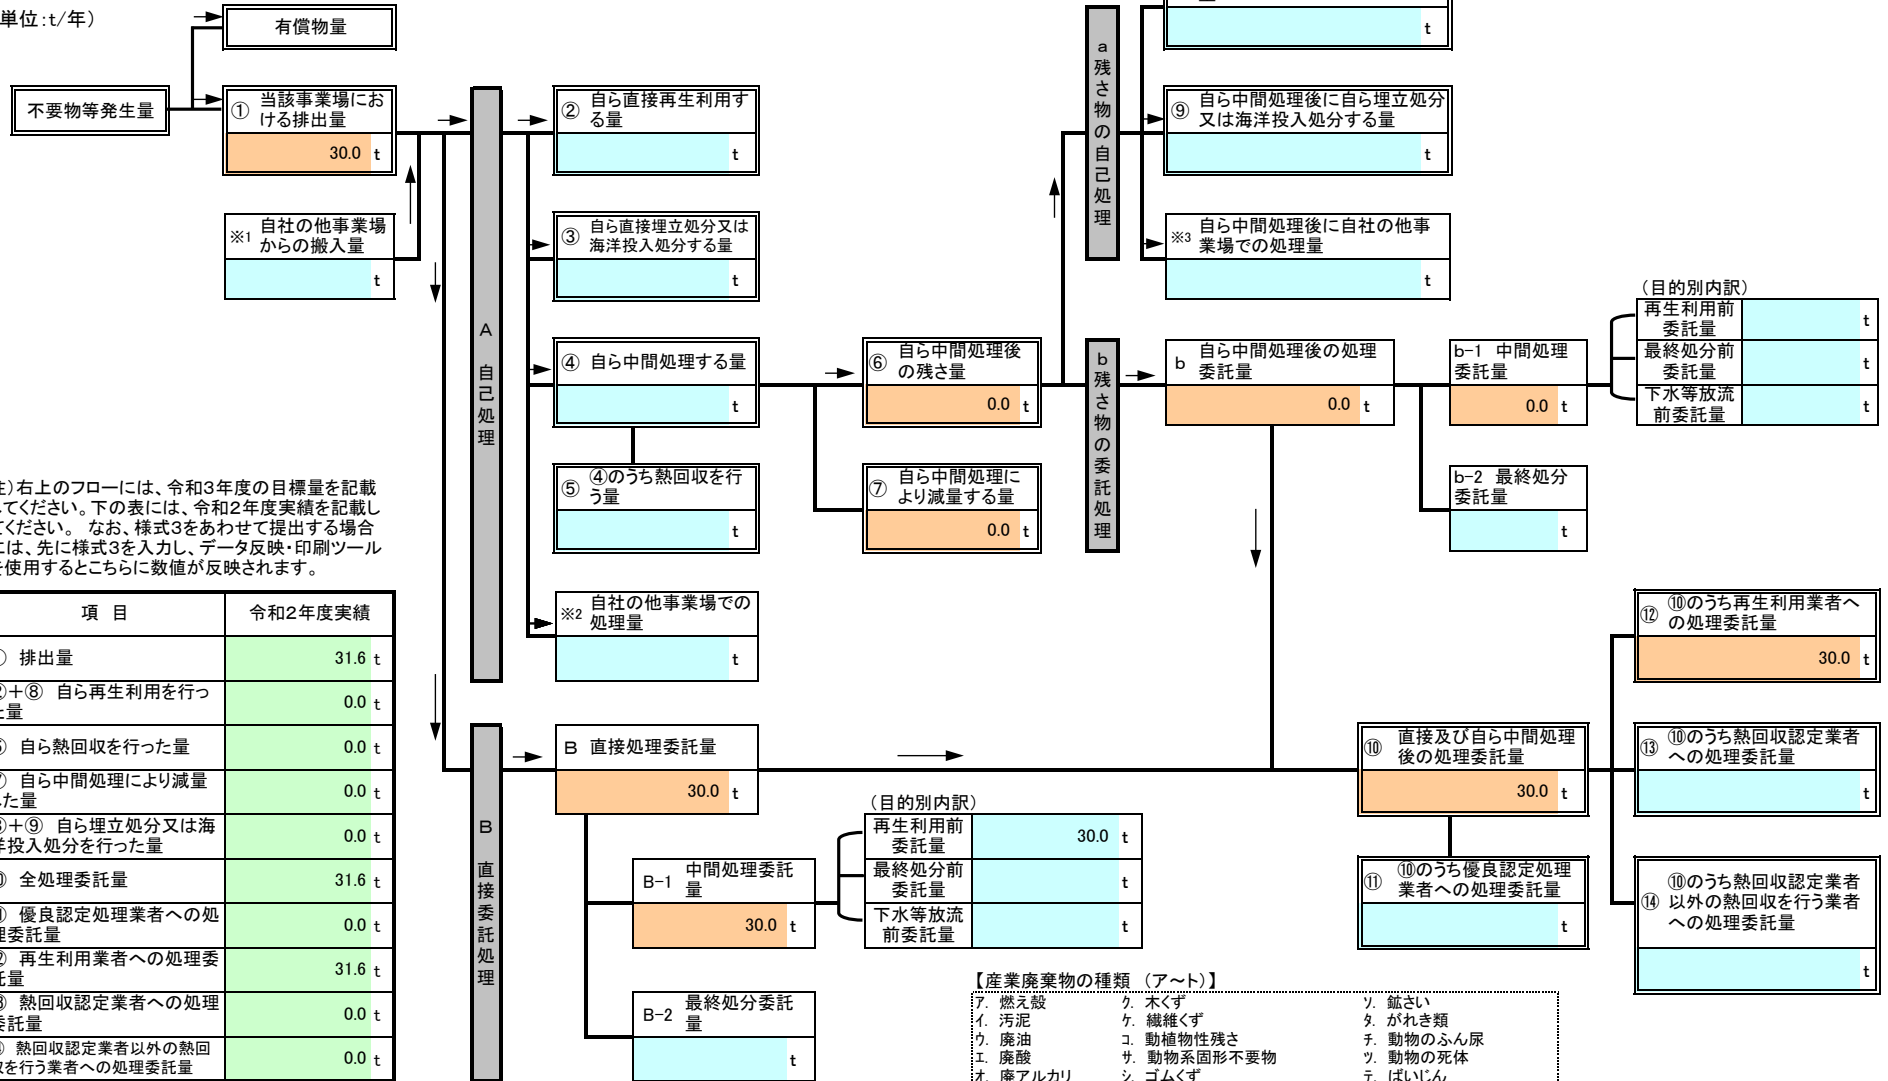 単位:t/年）
有償物量
不要物等発生量
① 当該事業場にお
ける排出量
30.0 t
※1 自社の他事業場
からの搬入量
t
A 自己処理
② 自ら直接再生利用す
る量
t
③ 自ら直接埋立処分又は
海洋投入処分する量
t
④ 自ら中間処理する量
t
⑤ ④のうち熱回収を行
う量
t
※2 自社の他事業場での
処理量
t
⑥ 自ら中間処理後
の残さ量
0.0 t
⑦ 自ら中間処理に
より減量する量
0.0 t
a 残さ物の自己処理
t
⑨ 自ら中間処理後に自ら埋立処分
又は海洋投入処分する量
t
※3 自ら中間処理後に自社の他事
業場での処理量
t
b 残さ物の委託処理
b 自ら中間処理後の処理
委託量
0.0 t
b-1 中間処理
委託量
0.0 t
b-2 最終処分
委託量
t
（目的別内訳）
再生利用前
委託量
t
最終処分前
委託量
t
下水等放流
前委託量
t
注）右上のフローには、令和3年度の目標量を記載
してください。下の表には、令和2年度実績を記載し
てください。 なお、様式3をあわせて提出する場合
には、先に様式3を入力し、データ反映・印刷ツール
を使用するとこちらに数値が反映されます。
項 目 令和2年度実績
① 排出量 31.6 t
②＋⑧ 自ら再生利用を行っ
た量 0.0 t
⑤ 自ら熱回収を行った量 0.0 t
⑦ 自ら中間処理により減量
した量 0.0 t
③＋⑨ 自ら埋立処分又は海
洋投入処分を行った量 0.0 t
⑩ 全処理委託量 31.6 t
⑪ 優良認定処理業者への処
理委託量 0.0 t
⑫ 再生利用業者への処理委
託量 31.6 t
⑬ 熱回収認定業者への処理
委託量 0.0 t
⑭ 熱回収認定業者以外の熱回
収を行う業者への処理委託量 0.0 t
B 直接委託処理
B 直接処理委託量
30.0 t
B-1 中間処理委託
量
30.0 t
B-2 最終処分委託
量
t
（目的別内訳）
再生利用前
委託量
30.0 t
最終処分前
委託量
t
下水等放流
前委託量
t
⑩ 直接及び自ら中間処理
後の処理委託量
30.0 t
⑪ ⑩のうち優良認定処理
業者への処理委託量
t
⑫ ⑩のうち再生利用業者へ
の処理委託量
30.0 t
⑬ ⑩のうち熱回収認定業者
への処理委託量
t
⑭ ⑩のうち熱回収認定業者
以外の熱回収を行う業者
への処理委託量
t
【産業廃棄物の種類 （ア～ト）】
ア. 燃え殻 ク. 木くず ソ. 鉱さい
イ. 汚泥 ケ. 繊維くず タ. がれき類
ウ. 廃油 コ. 動植物性残さ チ. 動物のふん尿
エ. 廃酸 サ. 動物系固形不要物 ツ. 動物の死体
オ. 廃アルカリ シ. ゴムくず テ. ばいじん